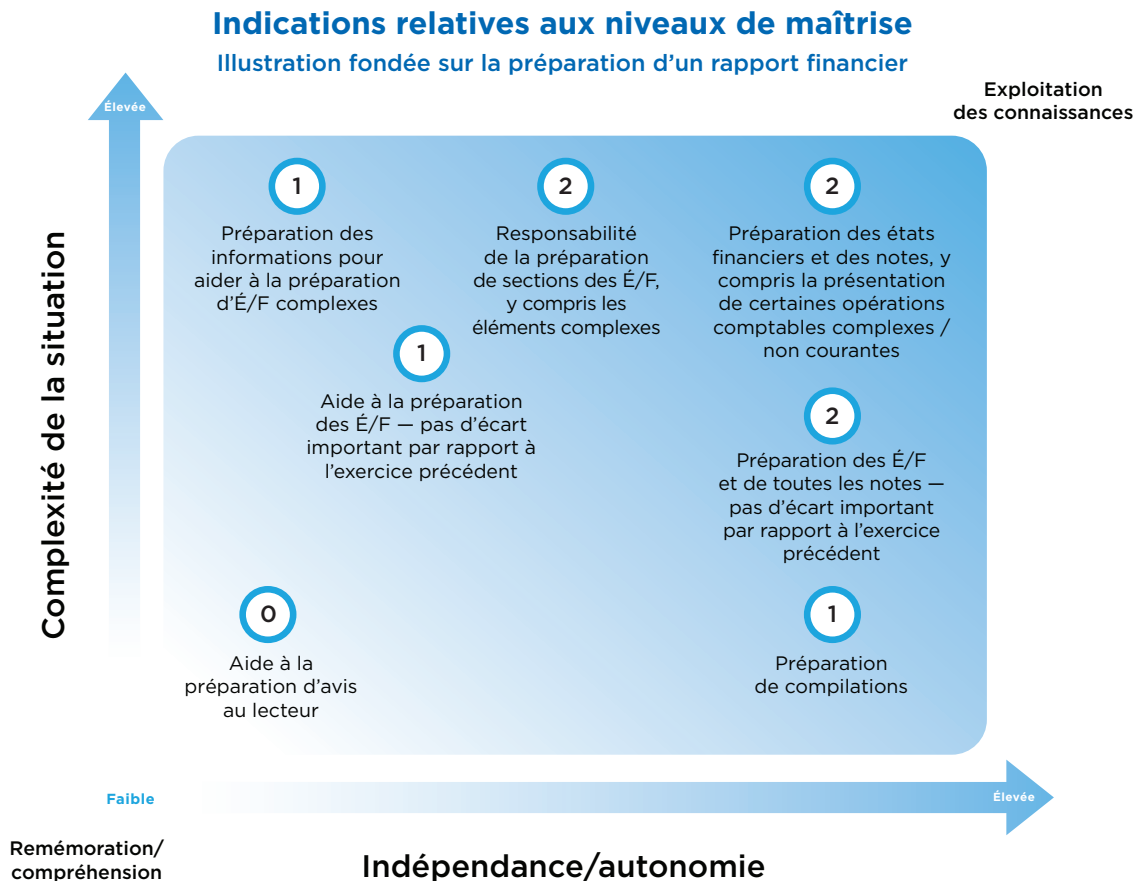 Indications relatives aux niveaux de maîtrise
Illustration fondée sur la préparation d'un rapport financier
Élevée
Exploitation
des connaissances
Complexité de la situation
1
Préparation des
informations pour
aider à la préparation
d'É/F complexes
2
Responsabilité
de la préparation
de sections des É/F,
y compris les
éléments complexes
2
Préparation des états
financiers et des notes, y
compris la présentation
de certaines opérations
comptables complexes /
non courantes
1
Aide à la préparation
des É/F — pas d'écart
important par rapport à
l'exercice précédent
2
Préparation des É/F
et de toutes les notes —
pas d'écart important
par rapport à l'exercice
précédent
0
Aide à la
préparation d'avis
au lecteur
1
Préparation
de compilations
Faible
Élevée
Remémoration/
compréhension
Indépendance/autonomie